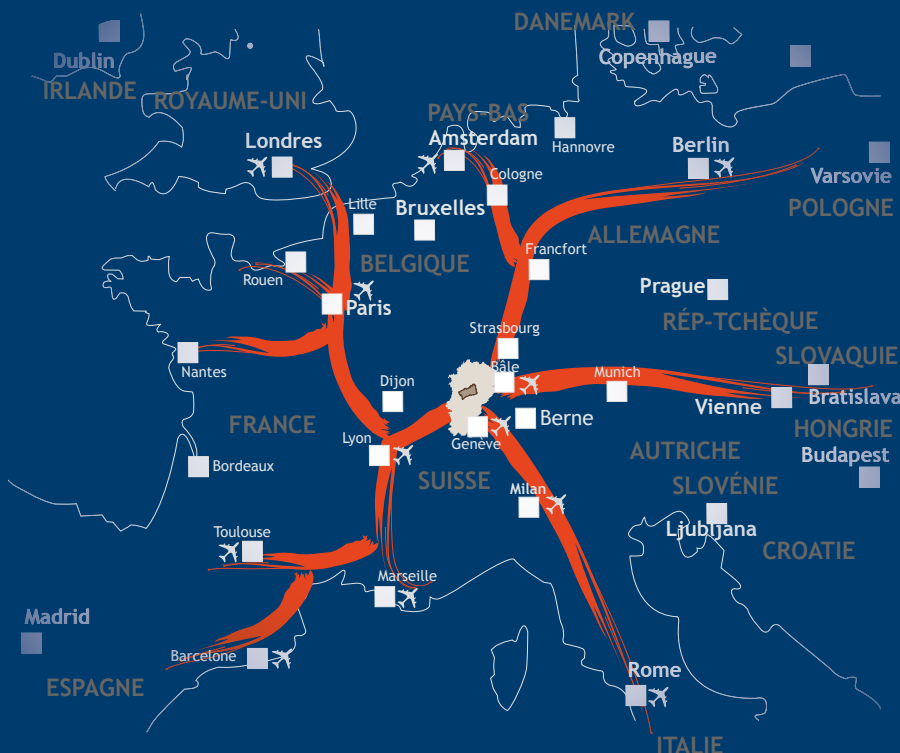 DANEMARK
Copenhague
Dublin
IRLANDE
ROYAUME-UNI
PAYS-BAS
Londres
Amsterdam
Hannovre
Berlin
Varsovie
Cologne
Lille
Bruxelles
POLOGNE
ALLEMAGNE
Francfort
BELGIQUE
Rouen
Paris
Prague
RÉP-TCHÈQUE
Strasbourg
SLOVAQUIE
Nantes
Bâle
Munich
Dijon
Vienne
Bratislava
FRANCE
Berne
HONGRIE
Lyon
Genève
AUTRICHE
Budapest
Bordeaux
SUISSE
Milan
SLOVÉNIE
Toulouse
Ljubljana
CROATIE
Marseille
Madrid
Barcelone
Rome
ESPAGNE
ITALIE